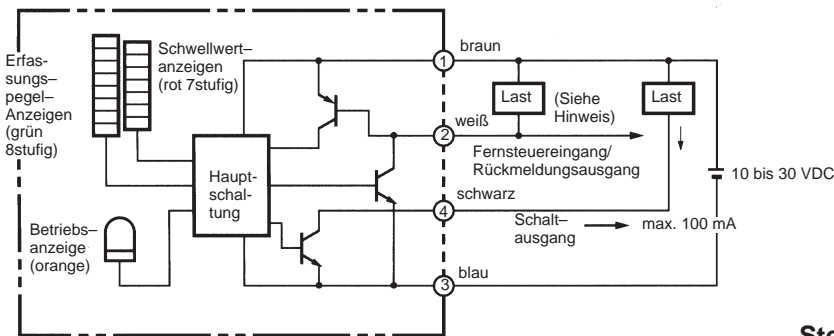 Erfas–
sungs–
pegel–
Anzeigen
(grün
8stufig)
Schwellwert–
anzeigen
(rot 7stufig)
Betriebs–
anzeige
(orange)
Haupt–
schal–
tung
1
braun
2
weiß
4
schwarz
3
blau
Last
(Siehe
Hinweis)
Last
Fernsteuereingang/
Rückmeldungsausgang
Schalt–
ausgang
max. 100 mA
10 bis 30 VDC